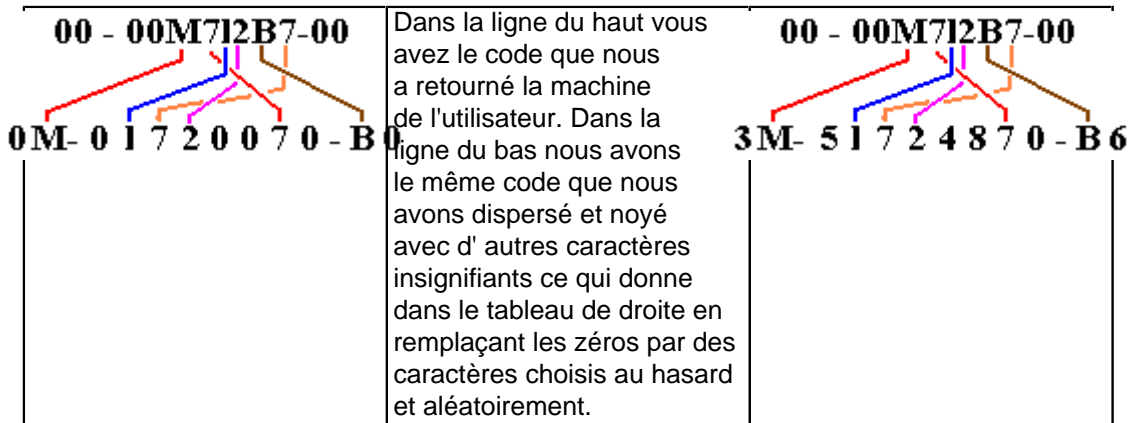 00 - 00M7l2B7-00
0M- 0 l 7 2 0 0 7 0 - B 0
Dans la ligne du haut vous
avez le code que nous
a retourné la machine
de l'utilisateur. Dans la
ligne du bas nous avons
le même code que nous
avons dispersé et noyé
avec d' autres caractères
insignifiants ce qui donne
dans le tableau de droite en
remplaçant les zéros par des
caractères choisis au hasard
et aléatoirement.
00 - 00M7l2B7-00
3M- 5 l 7 2 4 8 7 0 - B 6